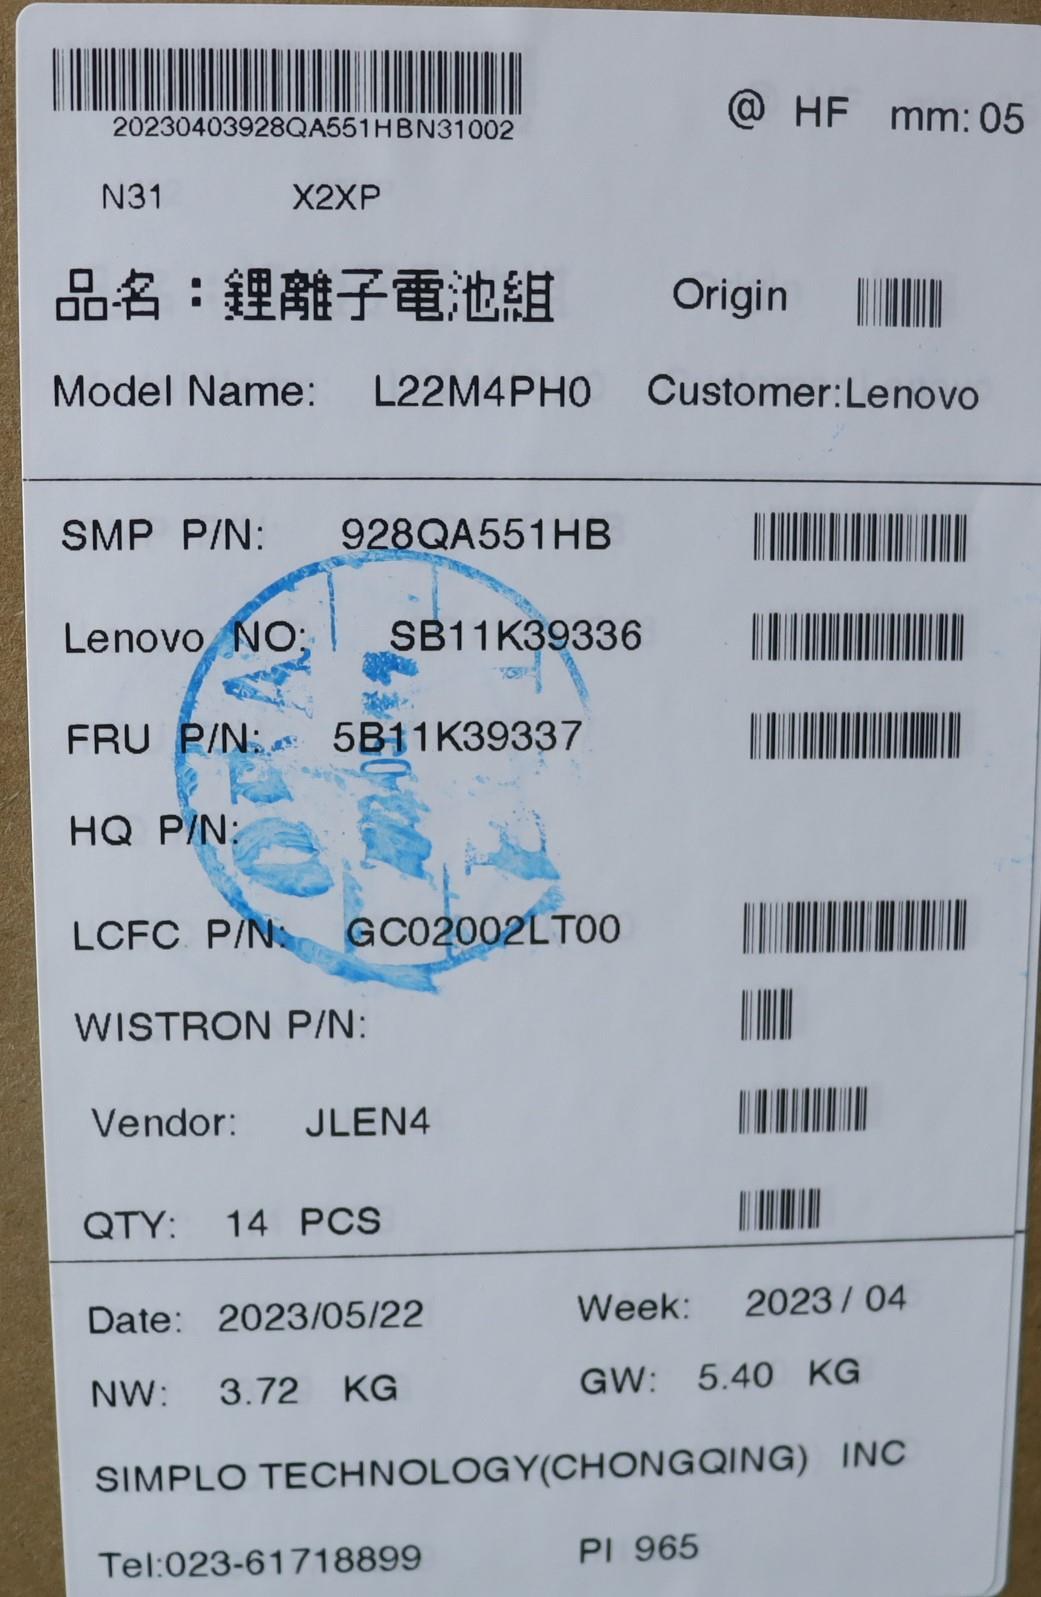 20230403928QA551HBN31002
@ HF mm: 05
N31 X2XP
品名：鋰離子電池組 Origin
Model Name: L22M4PH0 Customer:Lenovo
SMP P/N: 928QA551HB
Lenovo NO: SB11K39336
FRU P/N: 5B11K39337
HQ P/N:
LCFC P/N: GC02002LT00
WISTRON P/N:
Vendor: JLEN4
QTY: 14 PCS
Date: 2023/05/22 Week: 2023 / 04
NW: 3.72 KG GW: 5.40 KG
SIMPLO TECHNOLOGY(CHONGQING) INC
Tel:023-61718899 PI 965